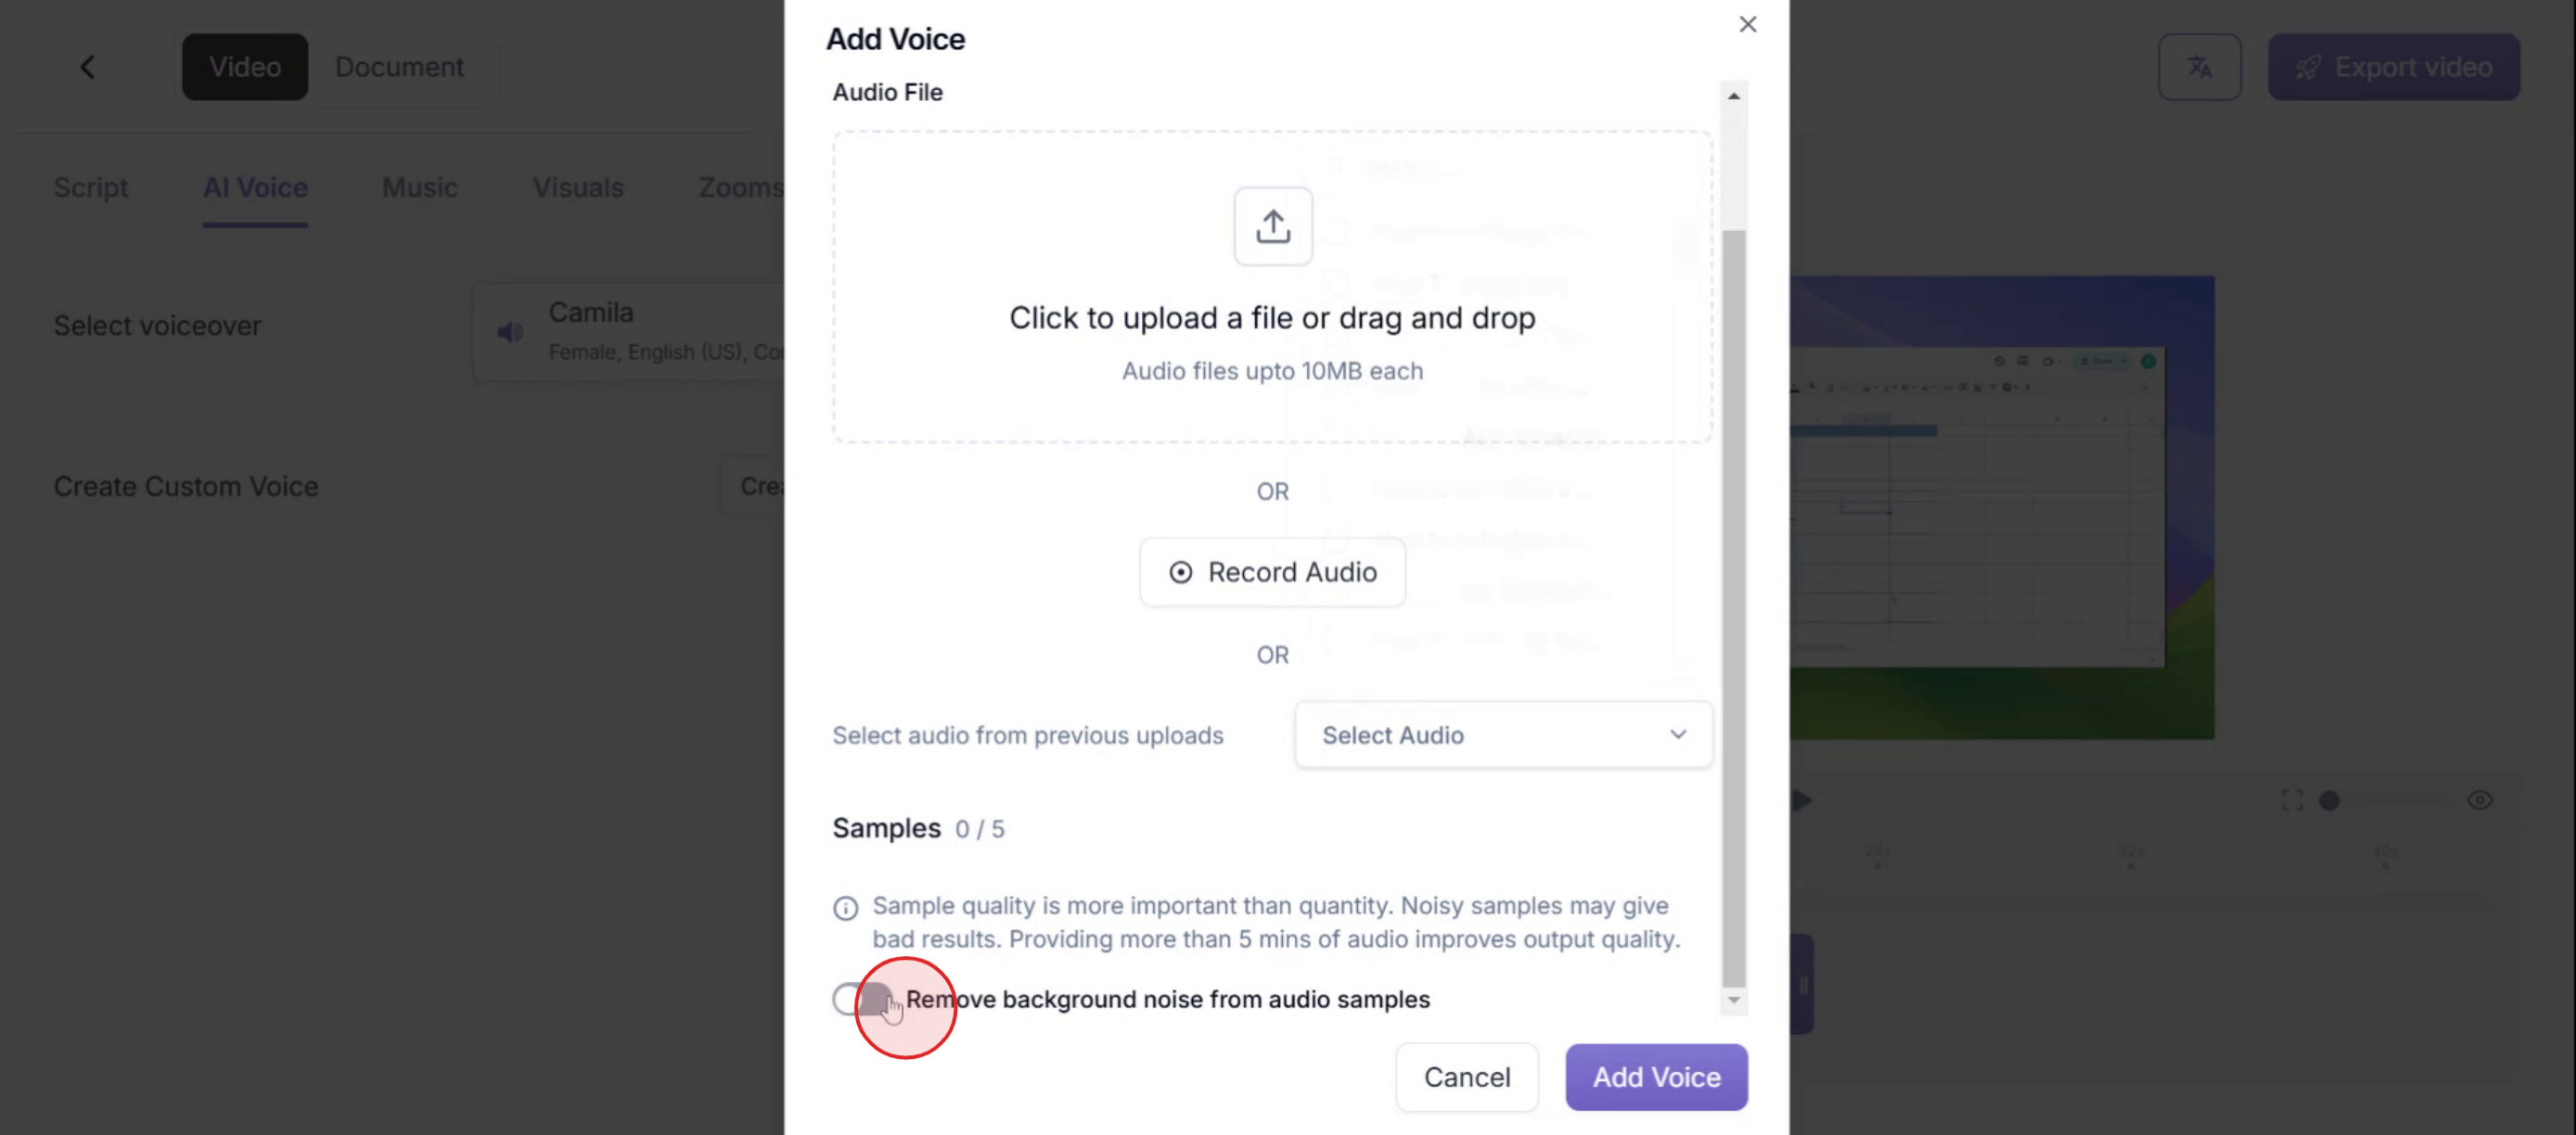 Add Voice
Video
Document
Export video
Audio File
Script
AI Voice
Music
Visuals
Zooms
Click to upload a file or drag and drop
Audio files upto 10MB each
Select voiceover
Camila
Female, English (US), Co
Create Custom Voice
Crea
OR
Record Audio
OR
Select audio from previous uploads
Select Audio
Samples 0 / 5
24s
32s
40s
Sample quality is more important than quantity. Noisy samples may give
bad results. Providing more than 5 mins of audio improves output quality.
Remove background noise from audio samples
Cancel
Add Voice